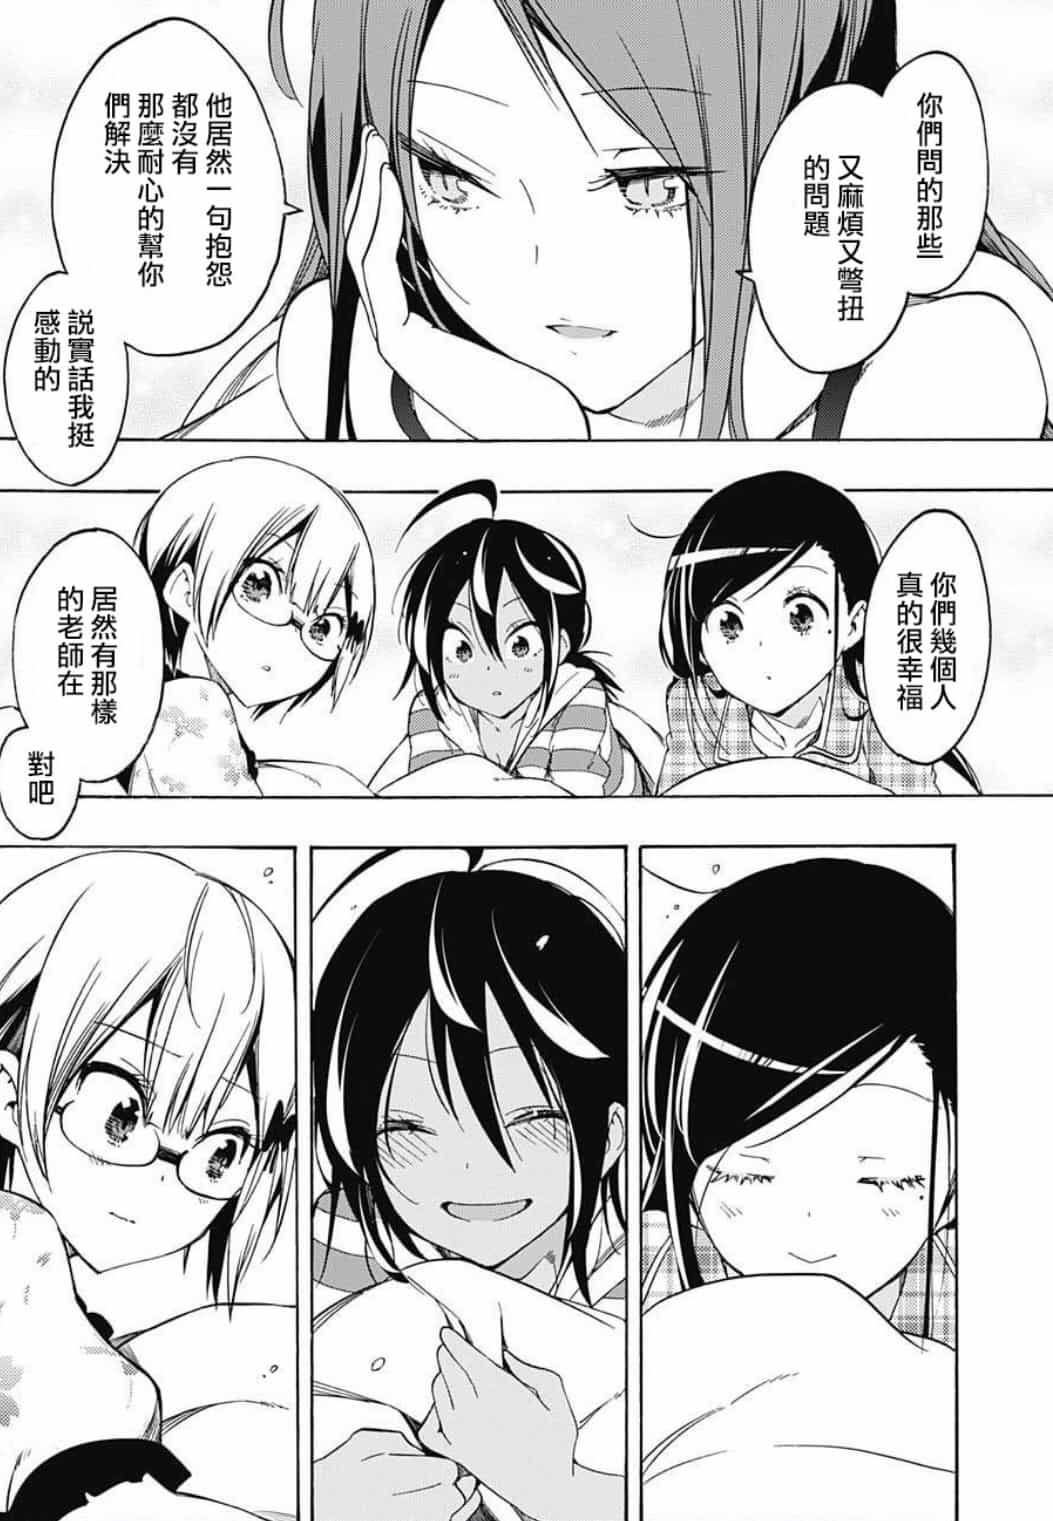 你們問的那些
又麻煩又彆扭
的問題
他居然一句抱怨
都沒有
那麼耐心的幫你
們解決
説實話我挺
感動的
你們幾個人
真的很幸福
居然有那樣
的老師在
對吧